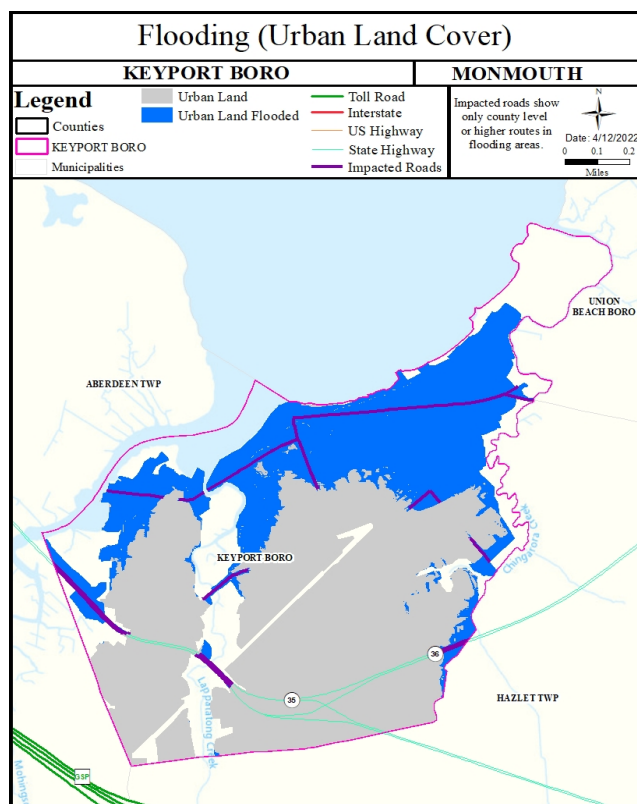 Flooding (Urban Land Cover)
KEYPORT BORO
MONMOUTH
Legend
Counties
KEYPORT BORO
Municipalities
Urban Land
Urban Land Flooded
Toll Road
Interstate
US Highway
State Highway
Impacted Roads
Impacted roads show
only county level
or higher routes in
flooding areas.
N
Date: 4/12/2022
0 0.1 0.2
Miles
UNION
BEACH BORO
ABERDEEN TWP
KEYPORT BORO
Chingarora Creek
36
35
HAZLET TWP
Lappatatong Creek
GSP